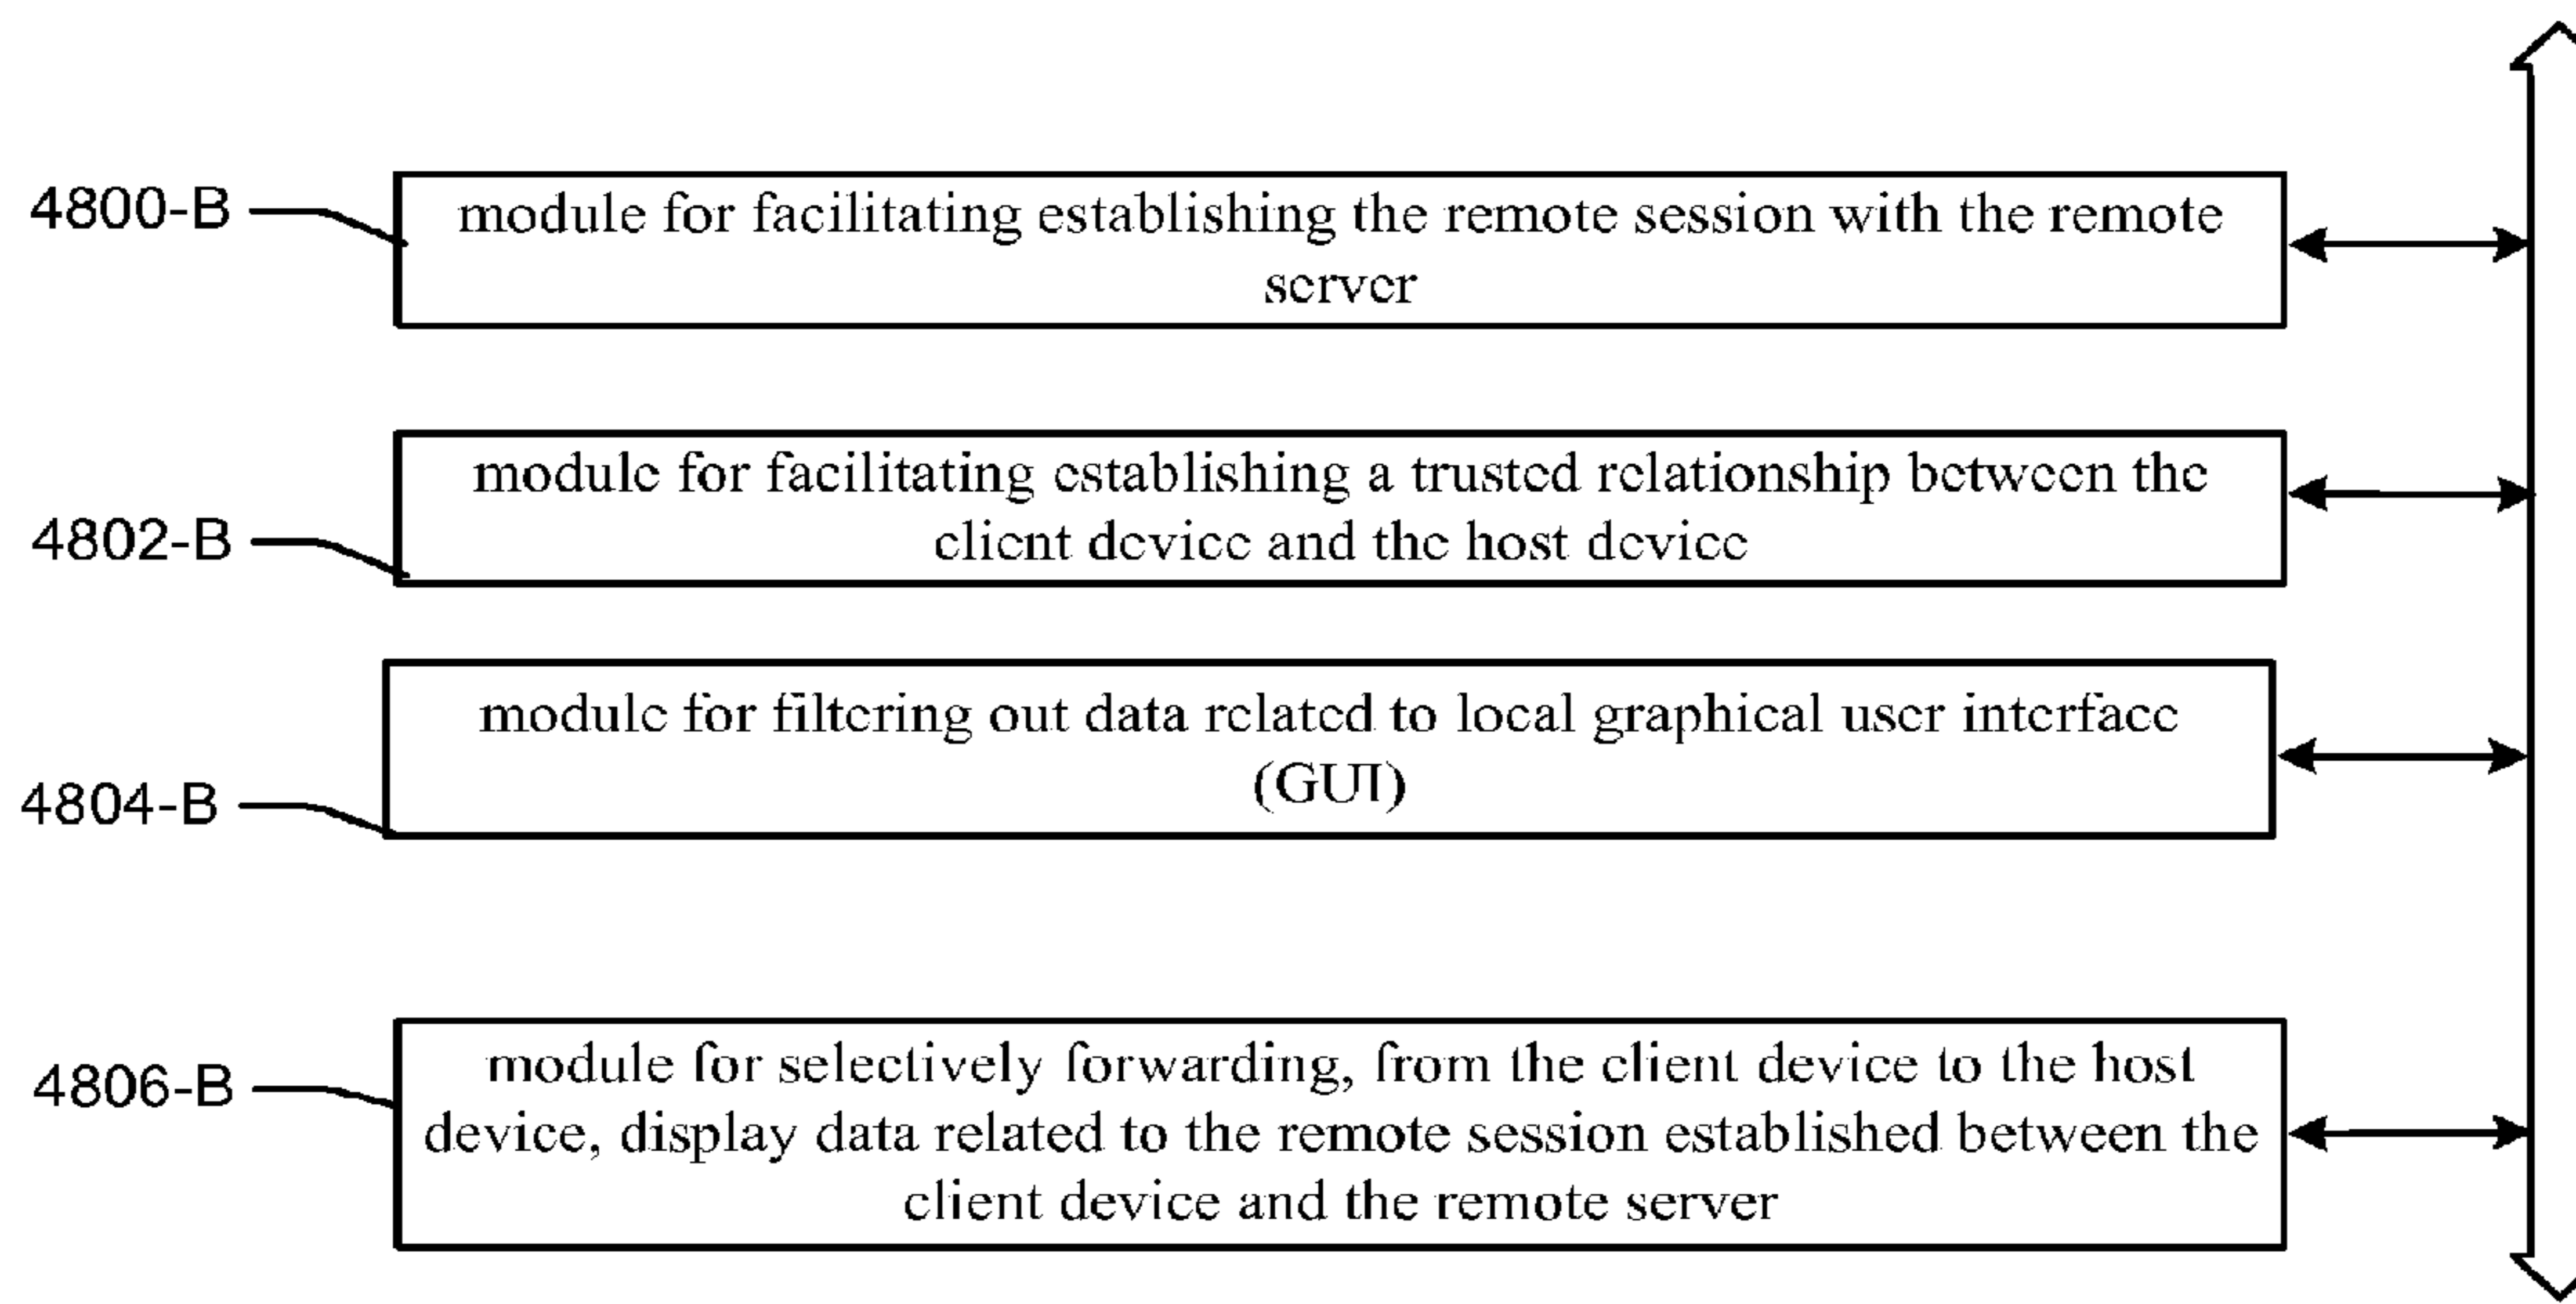 4800-B
module for facilitating establishing the remote session with the remote
server
module for facilitating establishing a trusted relationship between the
client device and the host device
4802-B
module for filtering out data related to local graphical user interface
(GUI)
4804-B
module for selectively forwarding, from the client device to the host
4806-B
device, display data related to the remote session established between the
client device and the remote server